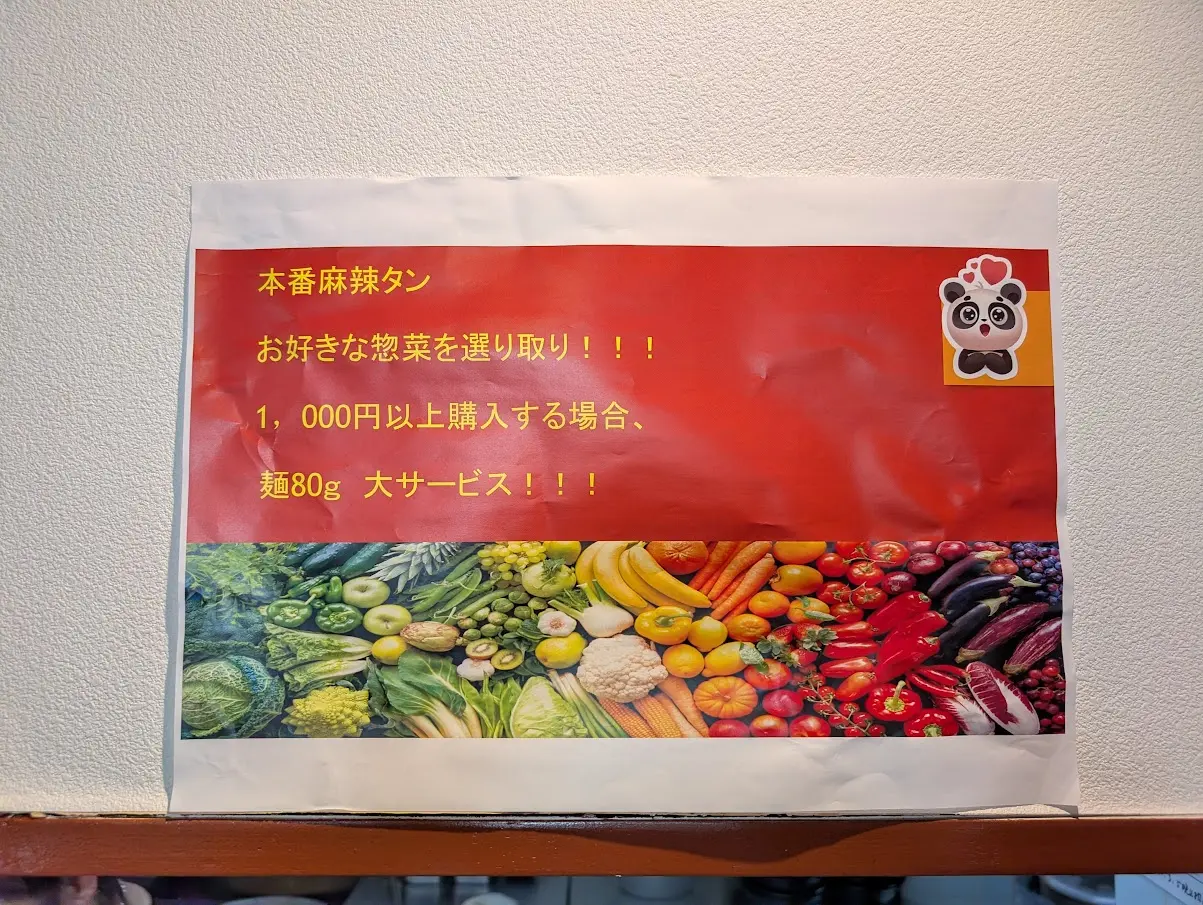 本番麻辣タン
お好きな惣菜を選り取り！！！
1，000円以上購入する場合、
麺80g　大サービス！！！